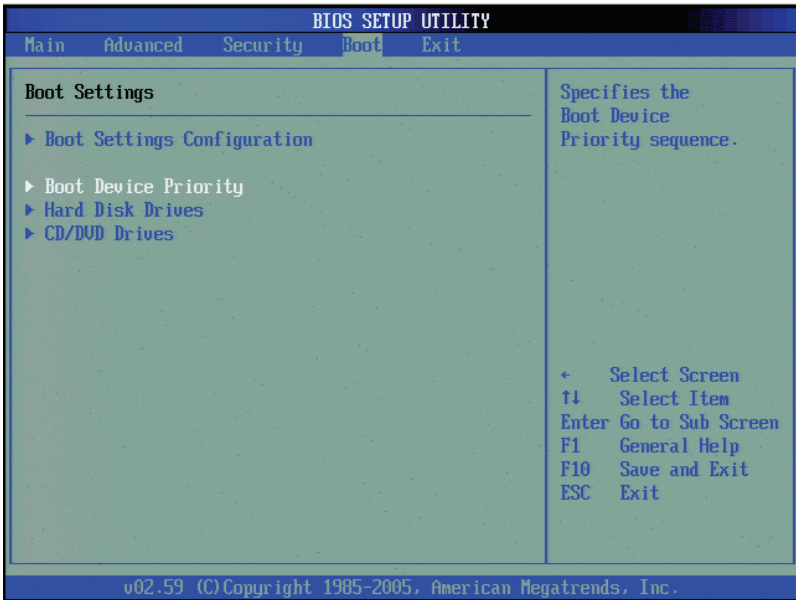 BIOS SETUP UTILITY
Main Advanced Security Boot Exit
Boot Settings
Boot Settings Configuration
Boot Device Priority
Hard Disk Drives
CD/DVD Drives
Specifies the
Boot Device
Priority sequence.
← Select Screen
↑↓ Select Item
Enter Go to Sub Screen
F1 General Help
F10 Save and Exit
ESC Exit
v02.59 (C)Copyright 1985-2005, American Megatrends, Inc.